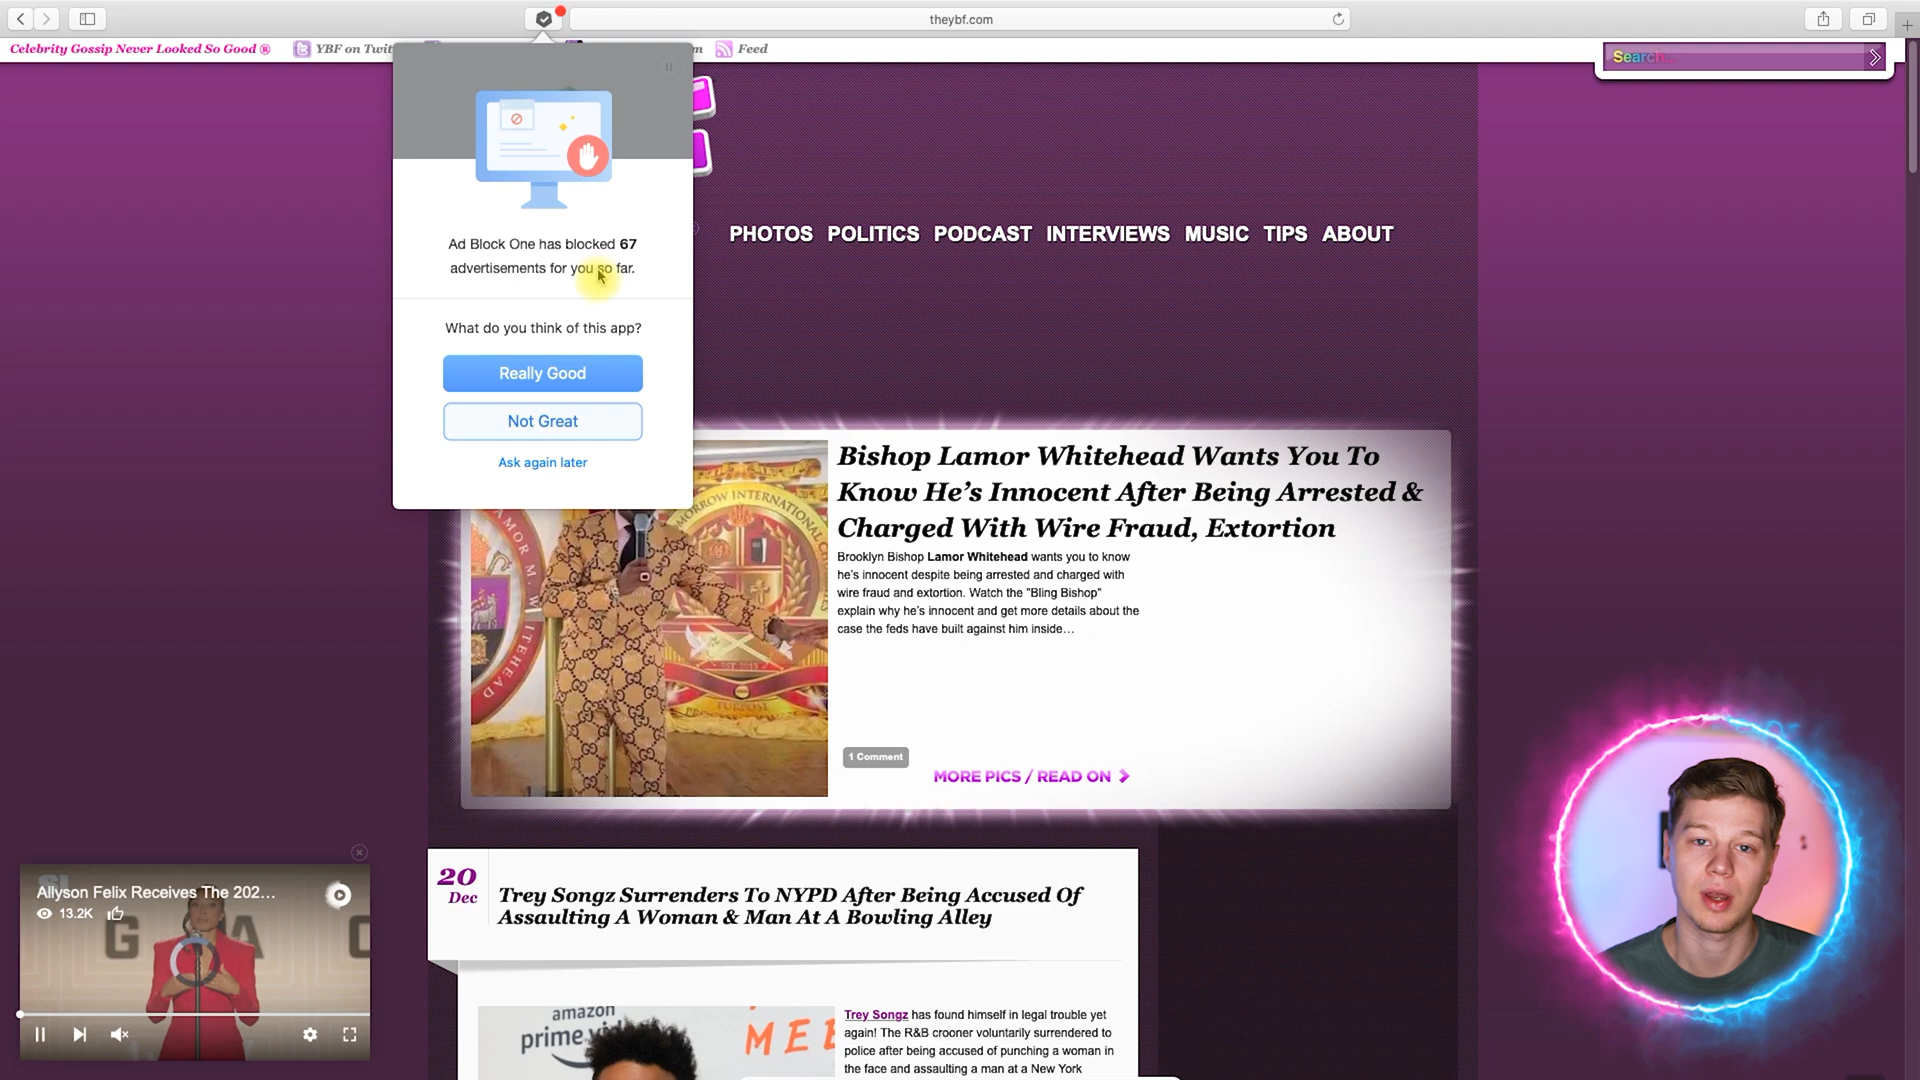 theybf.com
Celebrity Gossip Never Looked So Good ®
YBF on Twit
m
Feed
Search...
Ad Block One has blocked 67
advertisements for you so far.
What do you think of this app?
Really Good
Not Great
Ask again later
PHOTOS POLITICS PODCAST INTERVIEWS MUSIC TIPS ABOUT
Bishop Lamor Whitehead Wants You To
Know He's Innocent After Being Arrested &
Charged With Wire Fraud, Extortion
Brooklyn Bishop Lamor Whitehead wants you to know
he's innocent despite being arrested and charged with
wire fraud and extortion. Watch the "Bling Bishop"
explain why he's innocent and get more details about the
case the feds have built against him inside…
1 Comment
MORE PICS / READ ON
MORROW INTERNATIONAL
AMOR M. W
ITEHEAD
PURPOSE
20
Dec
Trey Songz Surrenders To NYPD After Being Accused Of
Assaulting A Woman & Man At A Bowling Alley
amazon
prime vid
MEE
Trey Songz has found himself in legal trouble yet
again! The R&B crooner voluntarily surrendered to
police after being accused of punching a woman in
the face and assaulting a man at a New York
Allyson Felix Receives The 202...
13.2K
G A C